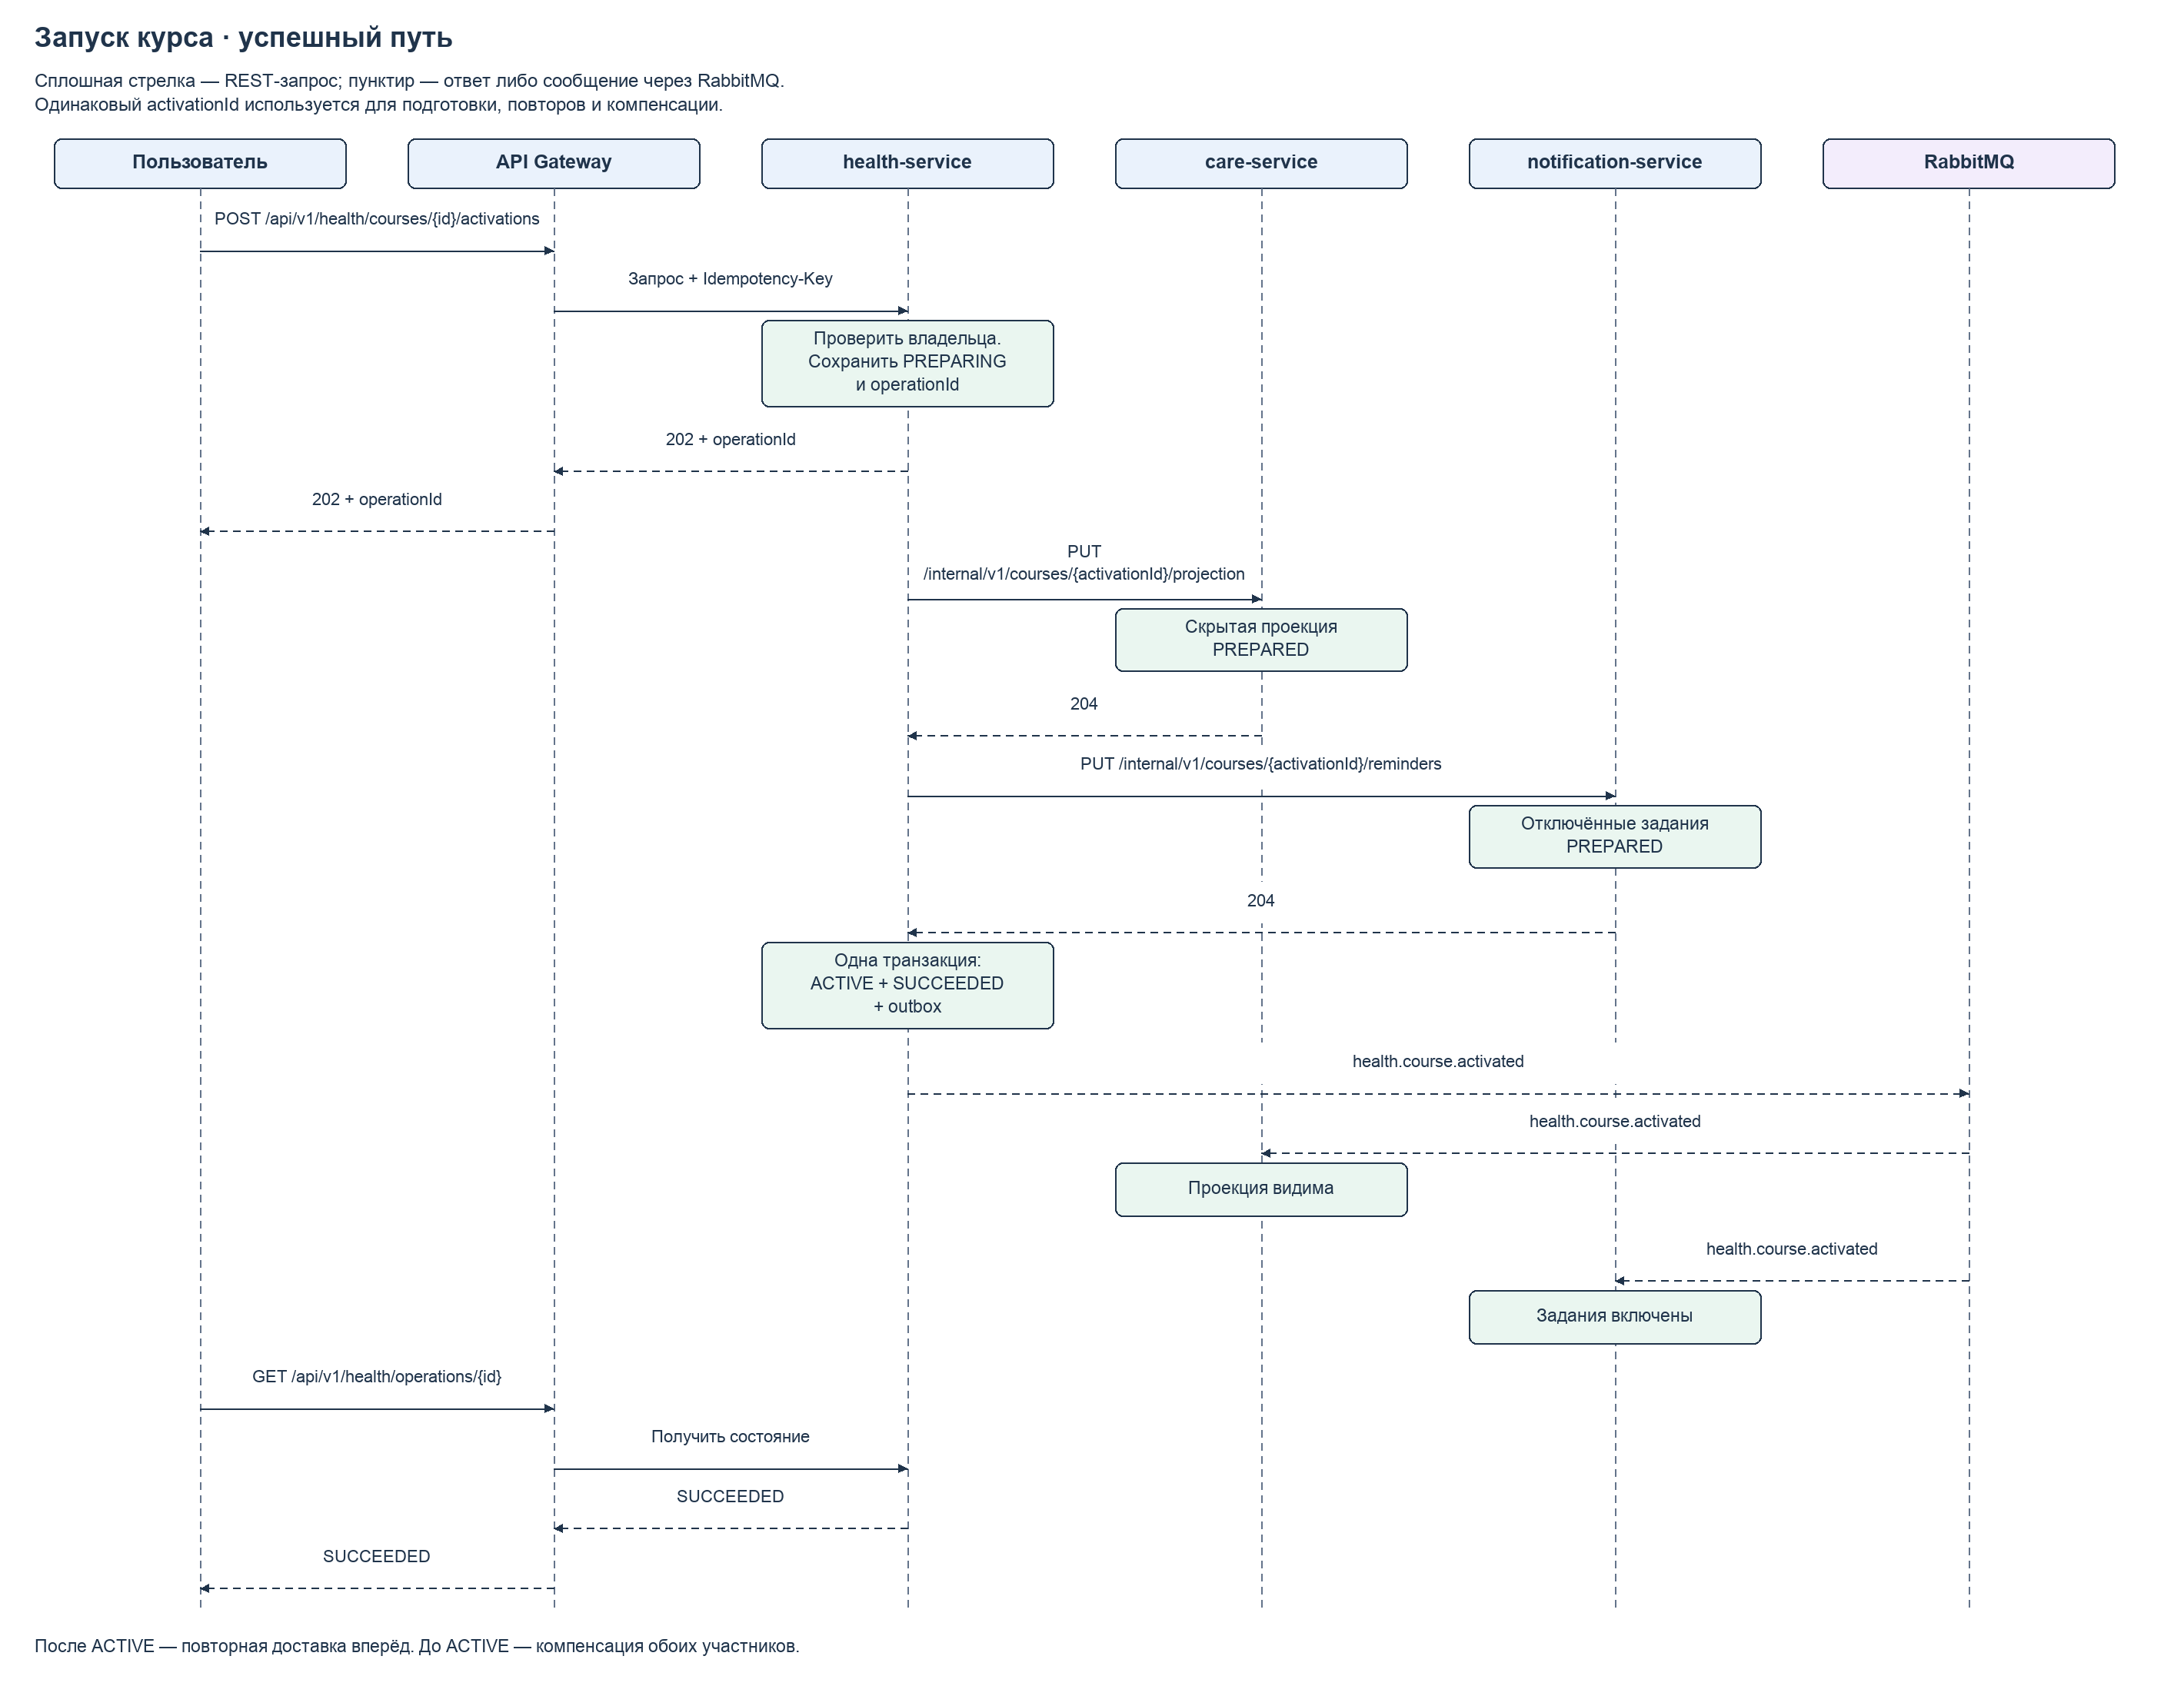 Запуск курса · успешный путь
Сплошная стрелка — REST-запрос; пунктир — ответ либо сообщение через RabbitMQ.
Одинаковый activationId используется для подготовки, повторов и компенсации.
Пользователь
API Gateway
health-service
care-service
notification-service
RabbitMQ
POST /api/v1/health/courses/{id}/activations
Запрос + Idempotency-Key
Проверить владельца.
Сохранить PREPARING
и operationId
202 + operationId
202 + operationId
PUT
/internal/v1/courses/{activationId}/projection
Скрытая проекция
PREPARED
204
PUT /internal/v1/courses/{activationId}/reminders
Отключённые задания
PREPARED
204
Одна транзакция:
ACTIVE + SUCCEEDED
+ outbox
health.course.activated
health.course.activated
Проекция видима
health.course.activated
Задания включены
GET /api/v1/health/operations/{id}
Получить состояние
SUCCEEDED
SUCCEEDED
После ACTIVE — повторная доставка вперёд. До ACTIVE — компенсация обоих участников.